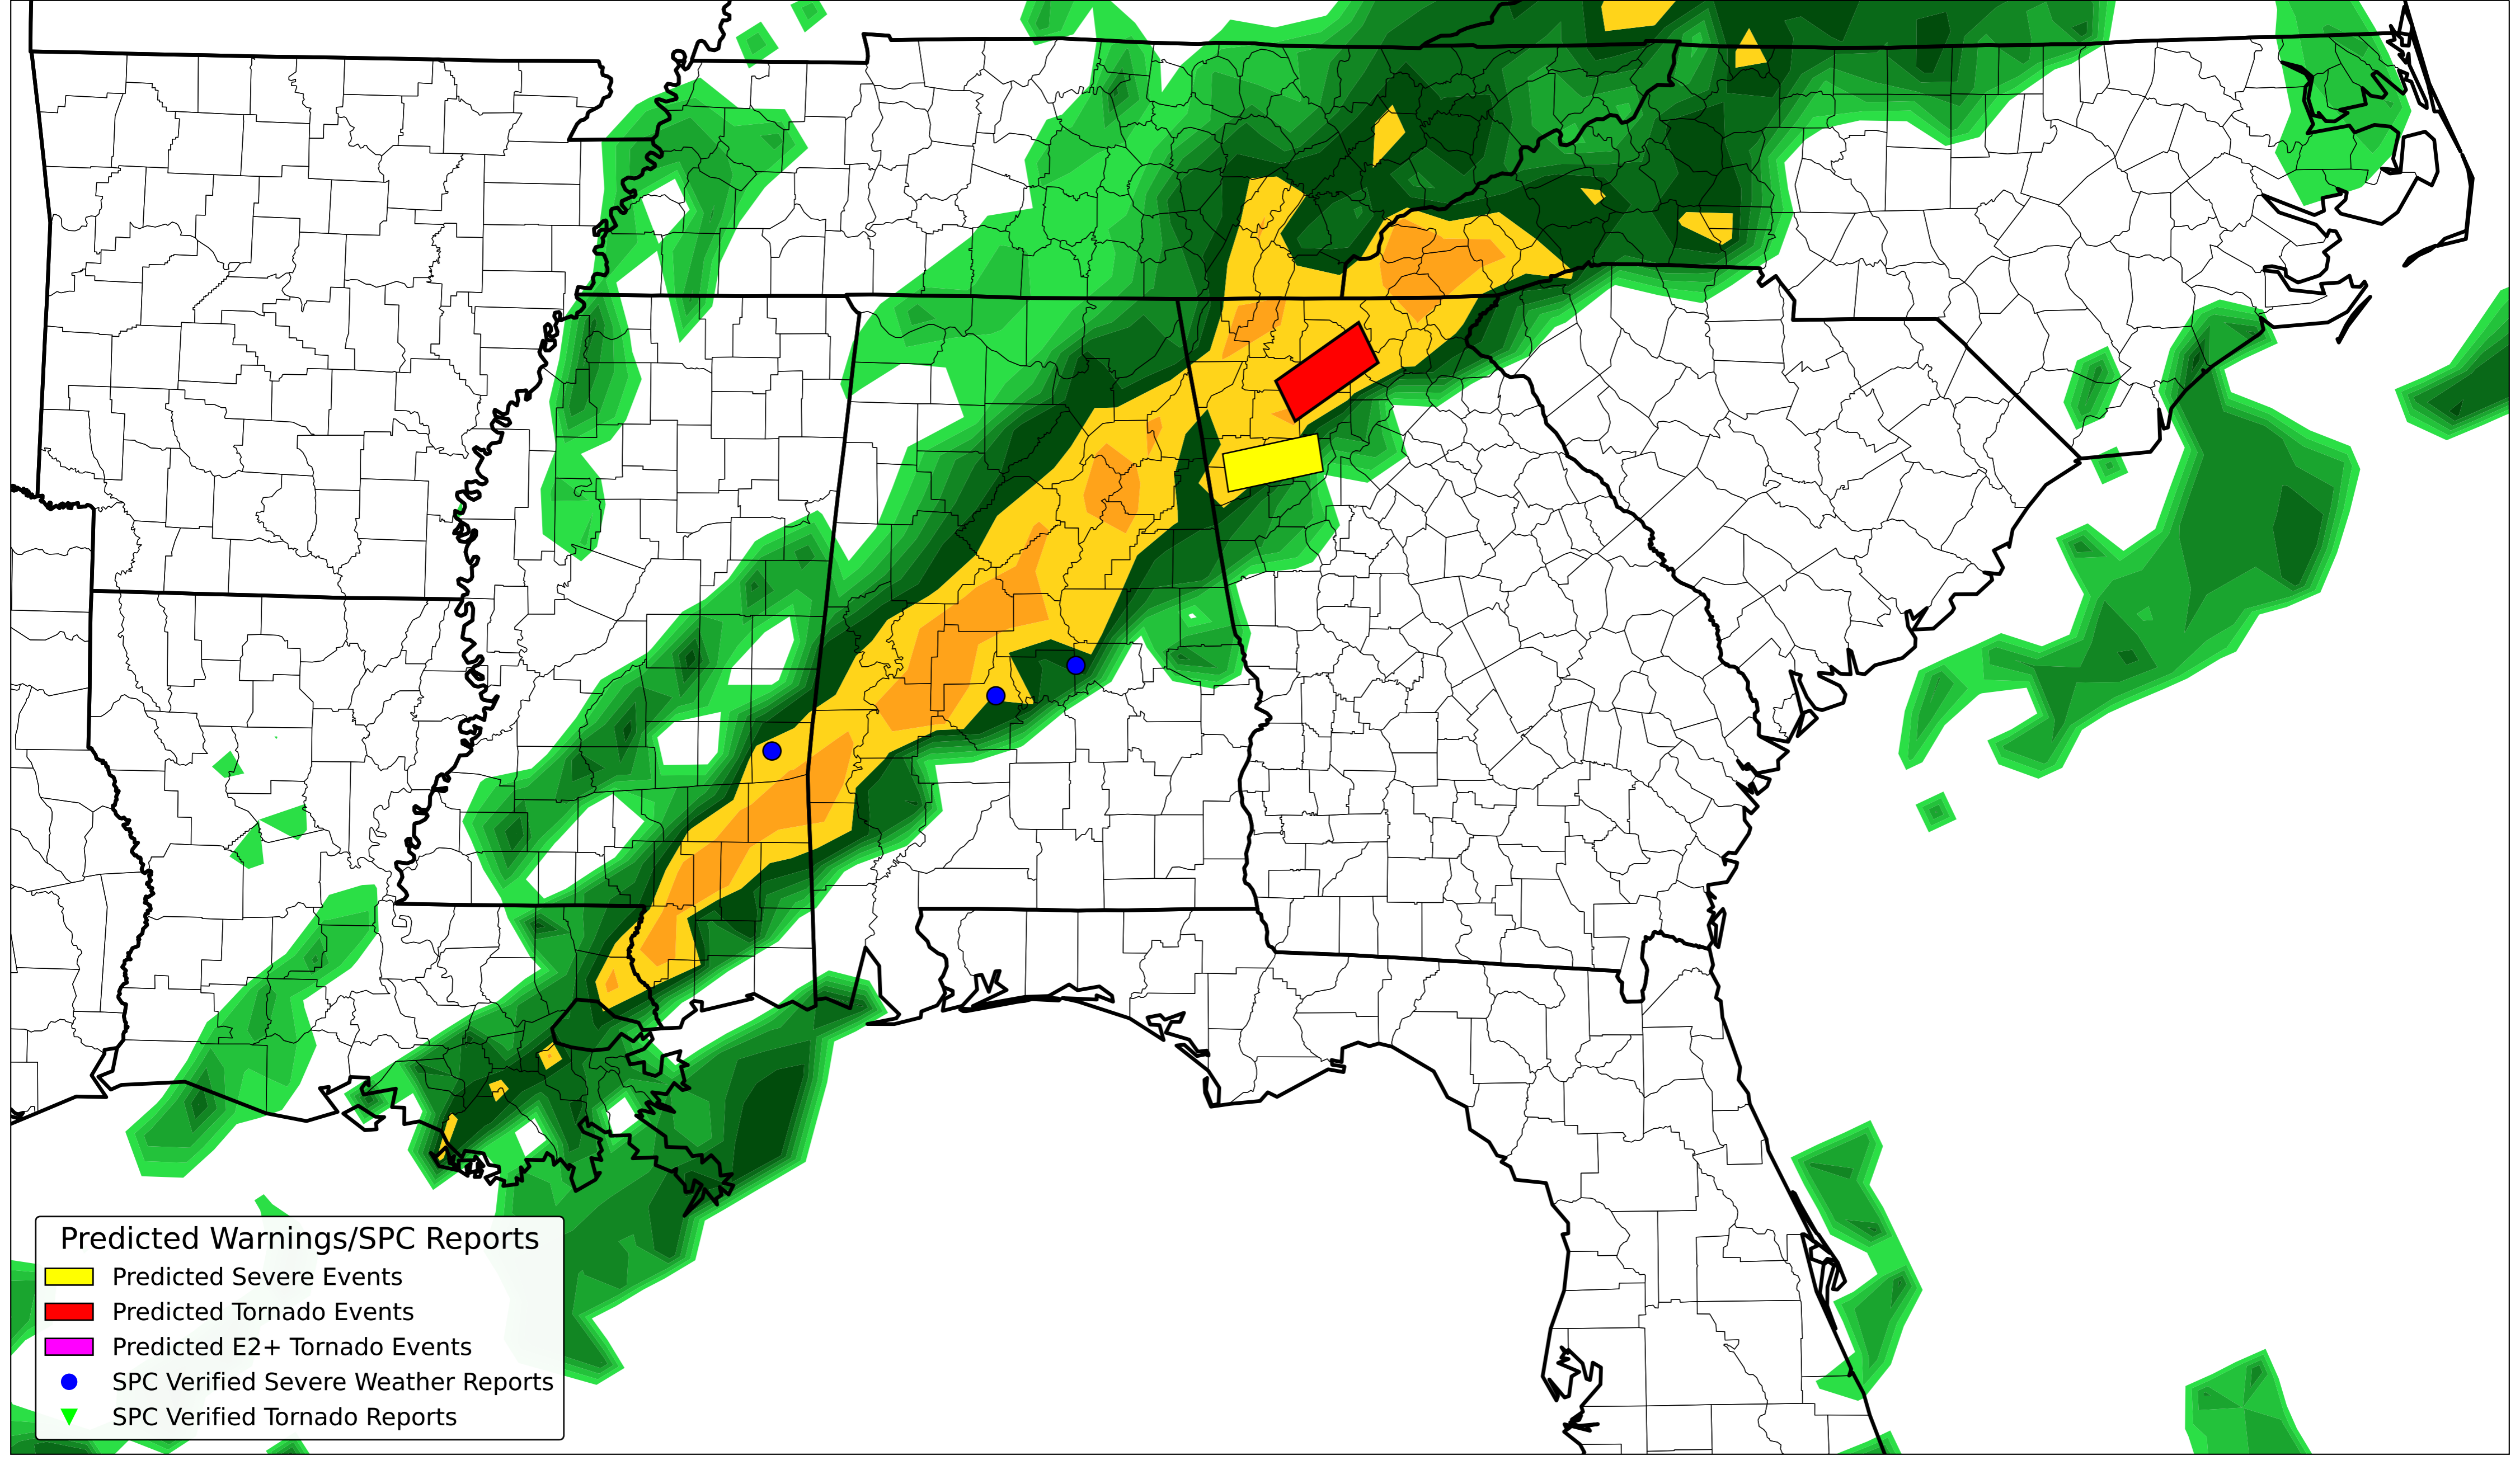 Predicted Warnings/SPC Reports
Predicted Severe Events
Predicted Tornado Events
Predicted E2+ Tornado Events
SPC Verified Severe Weather Reports
SPC Verified Tornado Reports